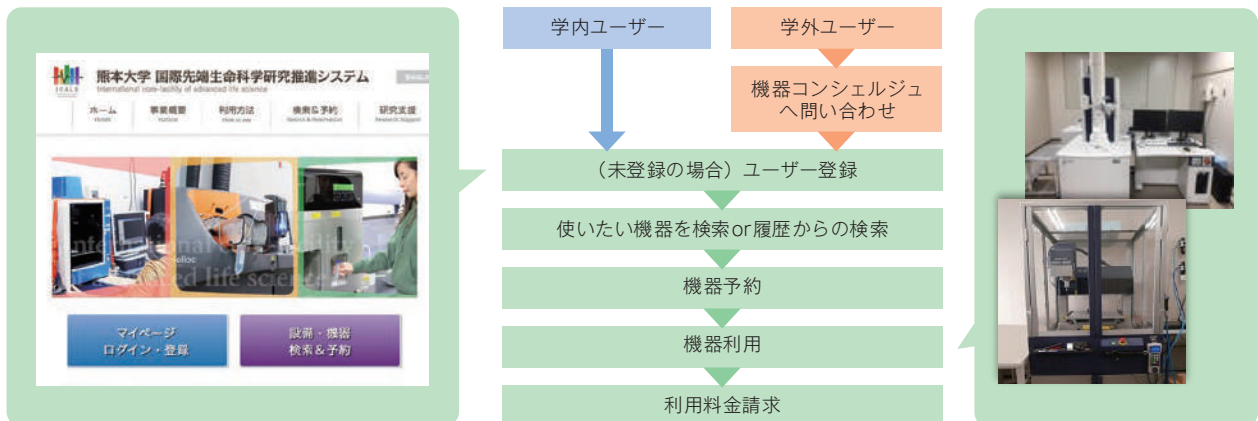 熊本大学 国際先端生命科学研究推進システム
International core-facility of advanced life science
ホーム
事業概要
利用方法
検索&予約
研究支援
マイページ
ログイン・登録
設備・機器
検索&予約
学内ユーザー
学外ユーザー
機器コンシェルジュ
へ問い合わせ
（未登録の場合）ユーザー登録
使いたい機器を検索or履歴からの検索
機器予約
機器利用
利用料金請求